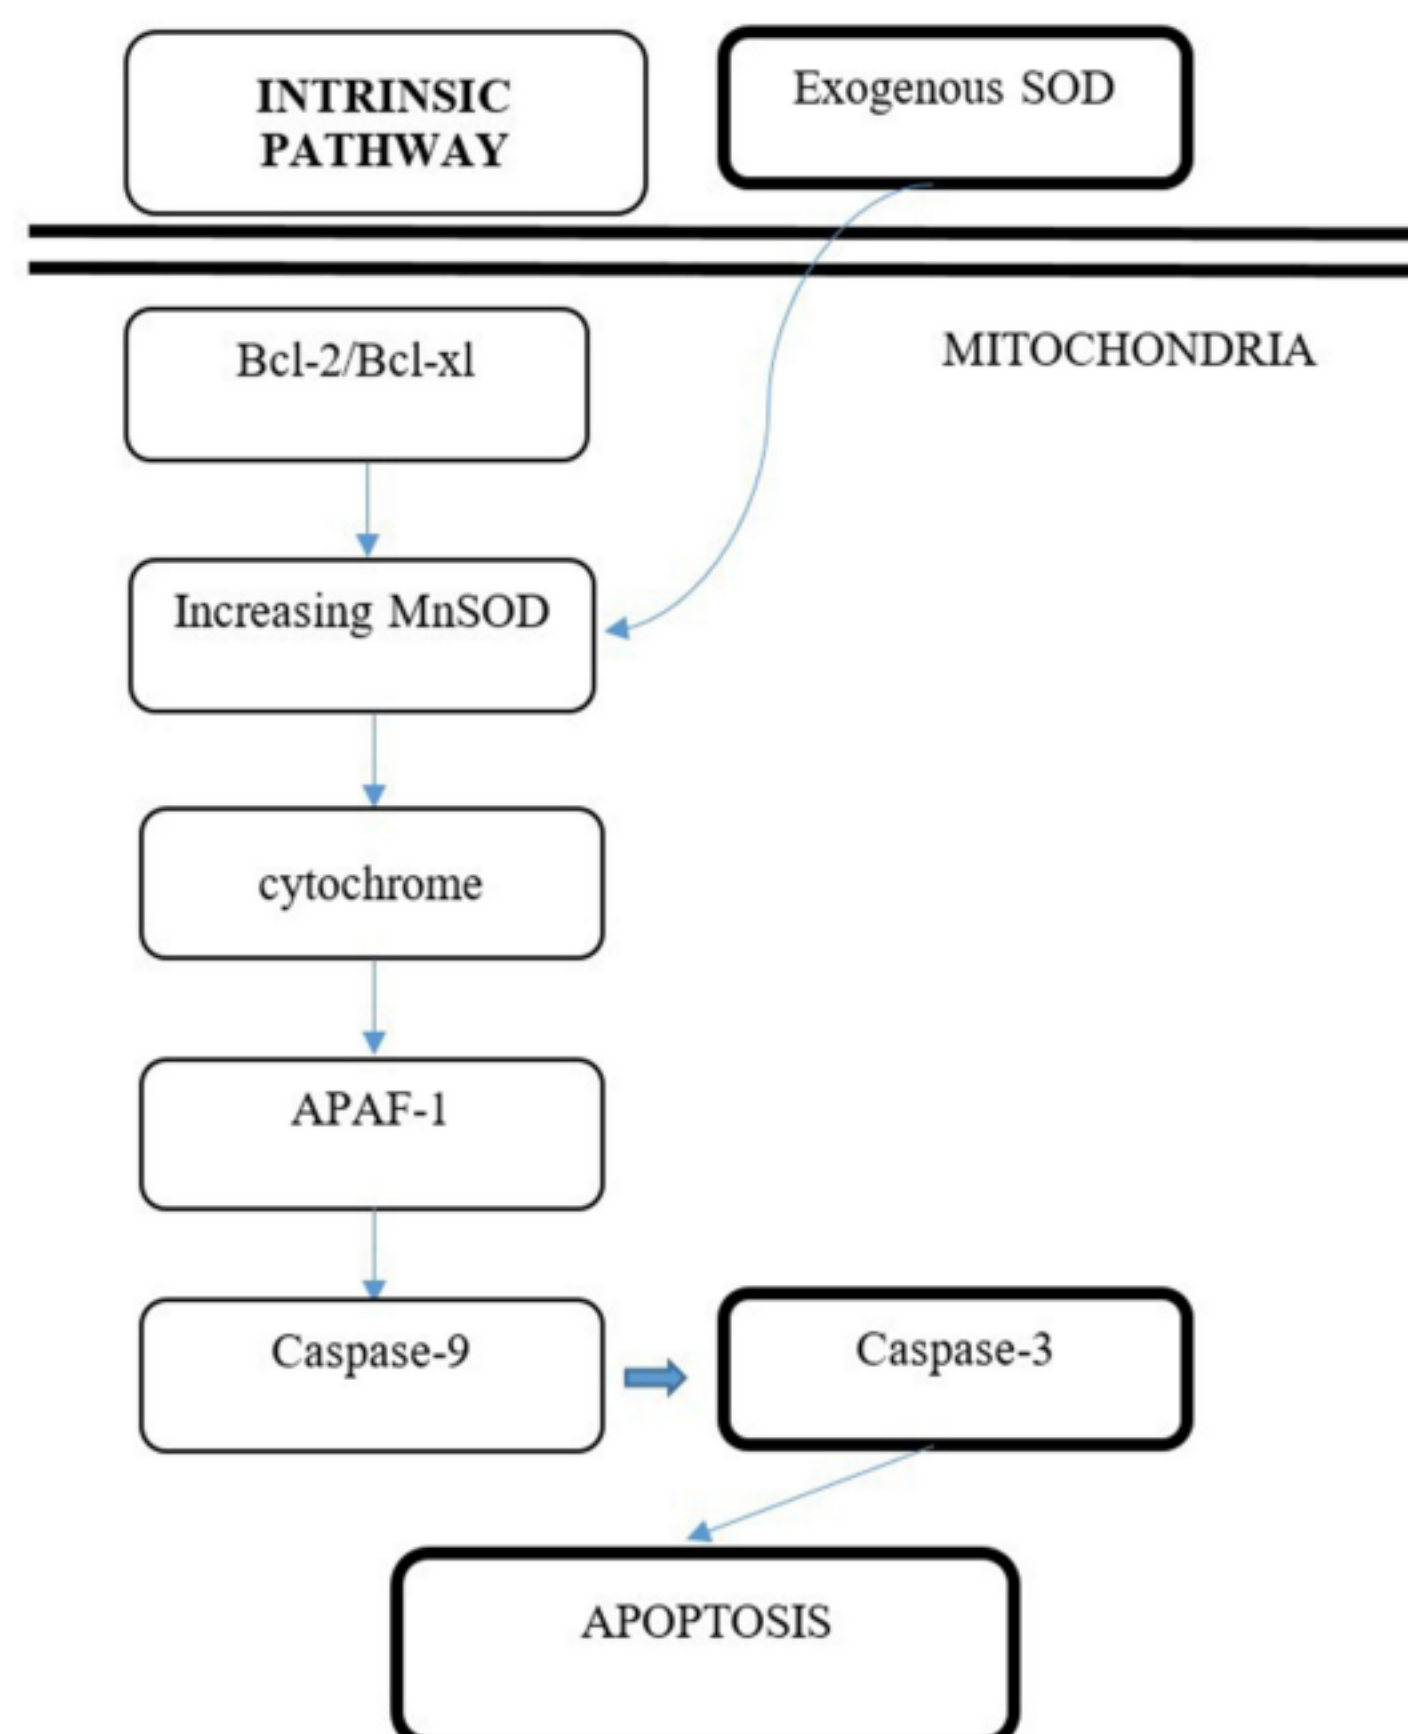 INTRINSIC
PATHWAY
Exogenous SOD
Bcl-2/Bcl-xl
MITOCHONDRIA
Increasing MnSOD
cytochrome
APAF-1
Caspase-9
Caspase-3
APOPTOSIS